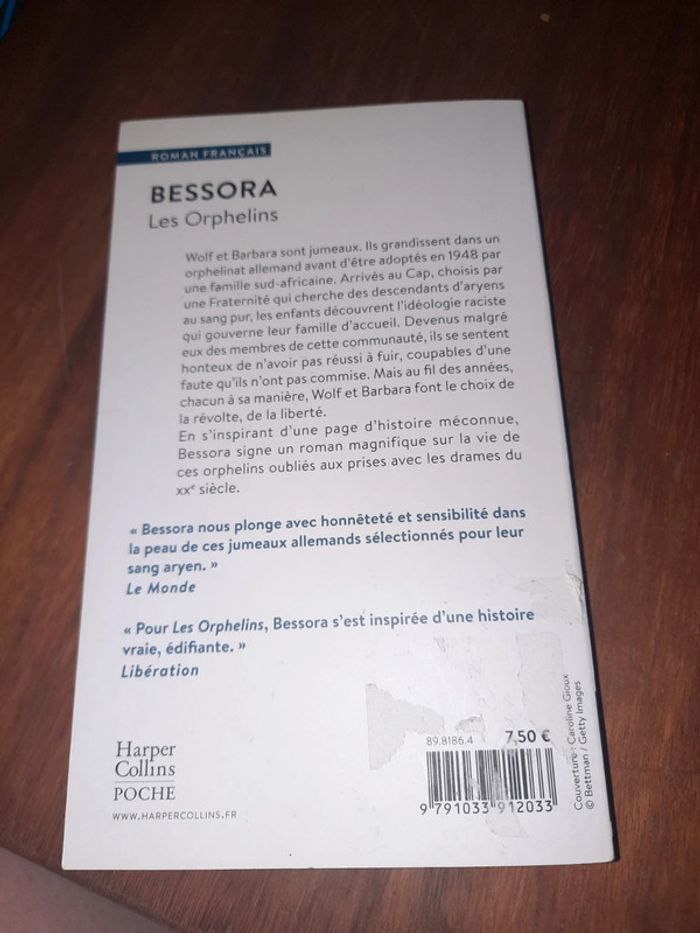 ROMAN FRANÇAIS
BESSORA
Les Orphelins
Wolf et Barbara sont jumeaux. Ils grandissent dans un
orphelinat allemand avant d'être adoptés en 1948 par
une famille sud-africaine. Arrivés au Cap, choisis par
une Fraternité qui cherche des descendants d'aryens
au sang pur, les enfants découvrent l'idéologie raciste
qui gouverne leur famille d'accueil. Devenus malgré
eux des membres de cette communauté, ils se sentent
honteux de n'avoir pas réussi à fuir, coupables d'une
faute qu'ils n'ont pas commise. Mais au fil des années,
chacun à sa manière, Wolf et Barbara font le choix de
la révolte, de la liberté.
En s'inspirant d'une page d'histoire méconnue,
Bessora signe un roman magnifique sur la vie de
ces orphelins oubliés aux prises avec les drames du
XXe siècle.
« Bessora nous plonge avec honnêteté et sensibilité dans
la peau de ces jumeaux allemands sélectionnés pour leur
sang aryen. »
Le Monde
« Pour Les Orphelins, Bessora s'est inspirée d'une histoire
vraie, édifiante. »
Libération
Harper
Collins
POCHE
WWW.HARPERCOLLINS.FR
89.8186.4
7,50 €
9 791033 912033
Couverture : Caroline Gioux
© Bettman / Getty Images